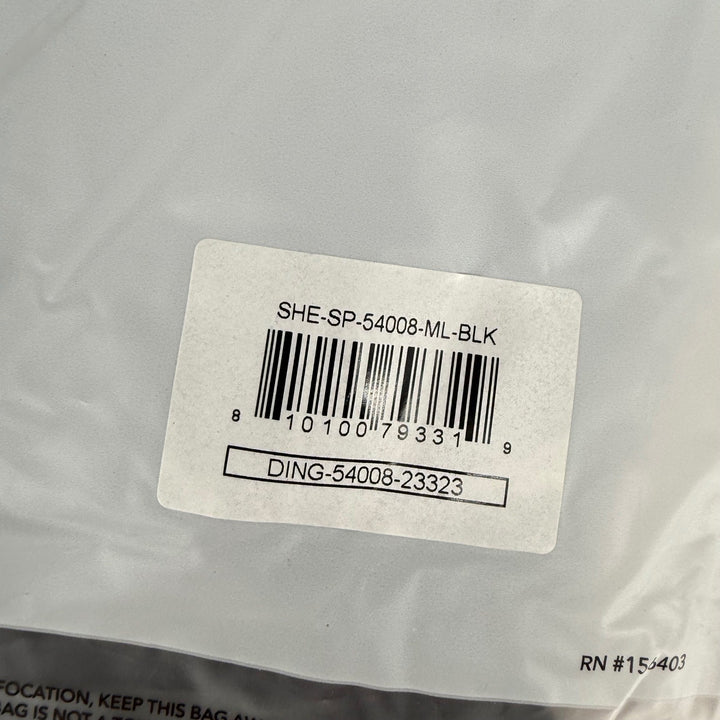 SHE-SP-54008-ML-BLK
8 10100 79331 9
DING-54008-23323
RN #156403
FOCATION, KEEP THIS BAG
BAG IS NOT A